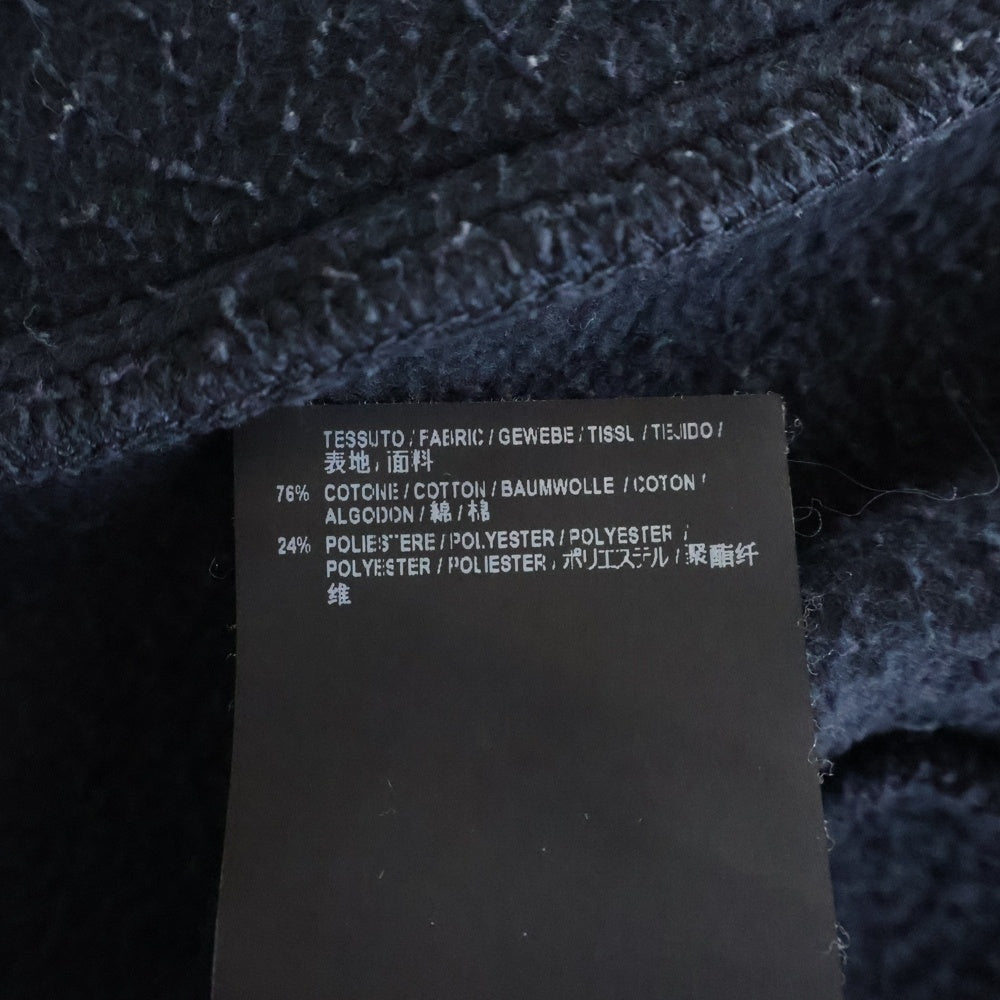 TESSUTO / FABRIC / GEWEBE / TISSU / TEJIDO /
表地 / 面料
76% COTONE / COTTON / BAUMWOLLE / COTON /
ALGODON / 綿 / 棉
24% POLIESTERE / POLYESTER / POLYESTER /
POLYESTER / POLIESTER / ポリエステル / 聚酯纤
维